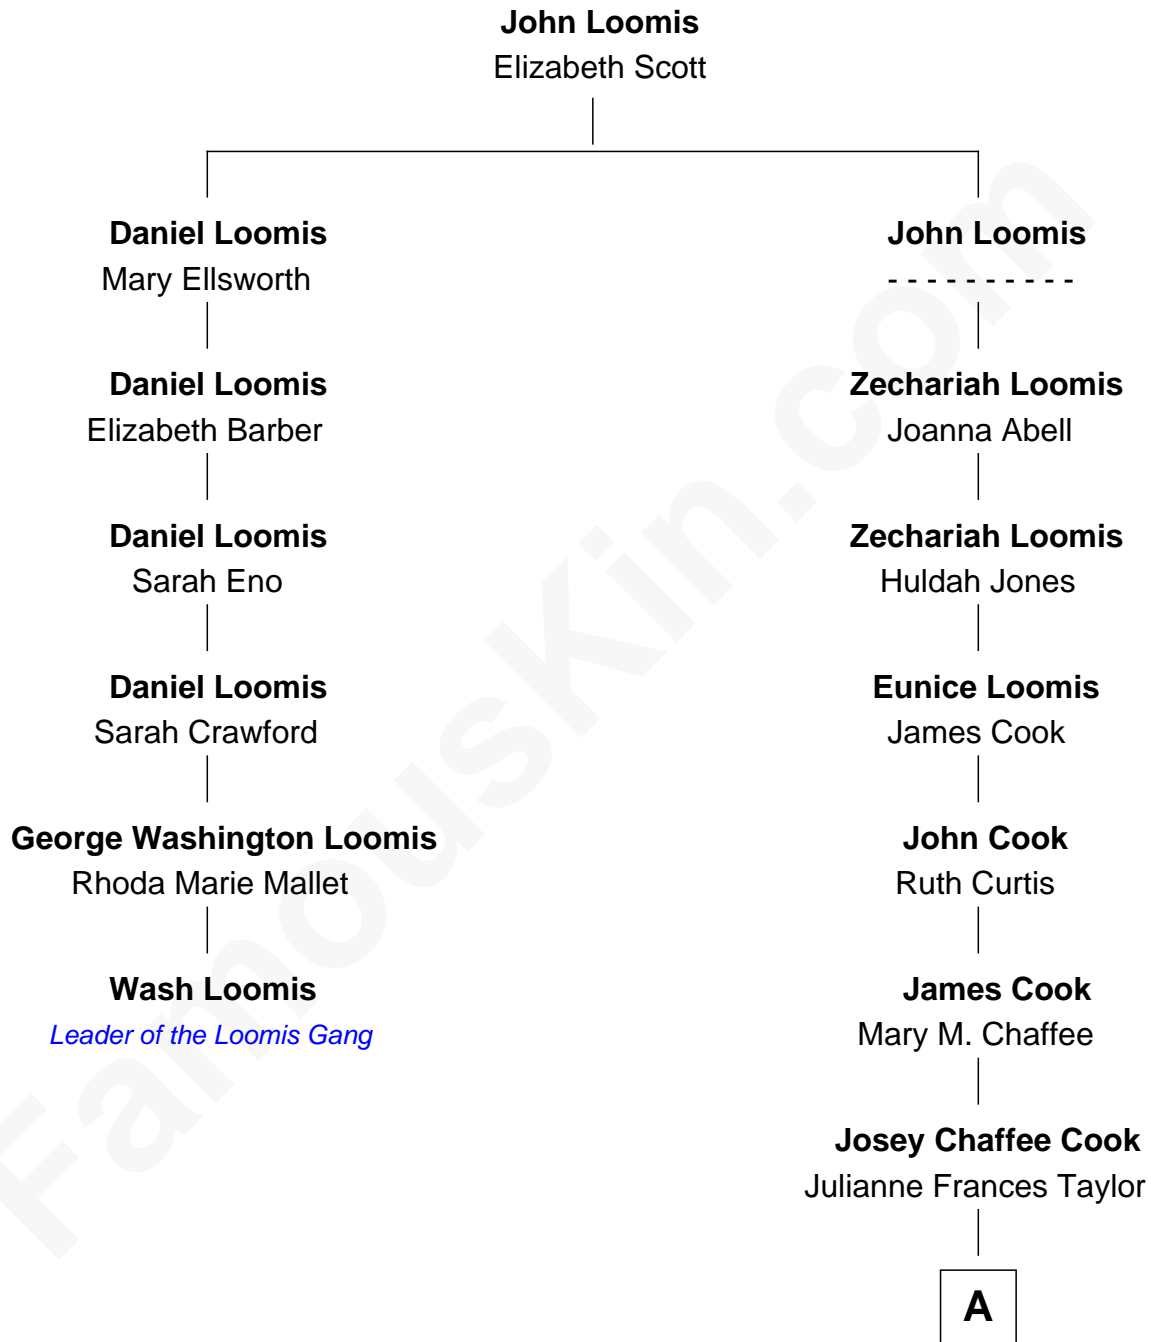 John Loomis
Elizabeth Scott
Daniel Loomis
Mary Ellsworth
Daniel Loomis
Elizabeth Barber
Daniel Loomis
Sarah Eno
Daniel Loomis
Sarah Crawford
George Washington Loomis
Rhoda Marie Mallet
Wash Loomis
Leader of the Loomis Gang
John Loomis
- - - - - - - - - -
Zechariah Loomis
Joanna Abell
Zechariah Loomis
Huldah Jones
Eunice Loomis
James Cook
John Cook
Ruth Curtis
James Cook
Mary M. Chaffee
Josey Chaffee Cook
Julianne Frances Taylor
A
FamousKin.com